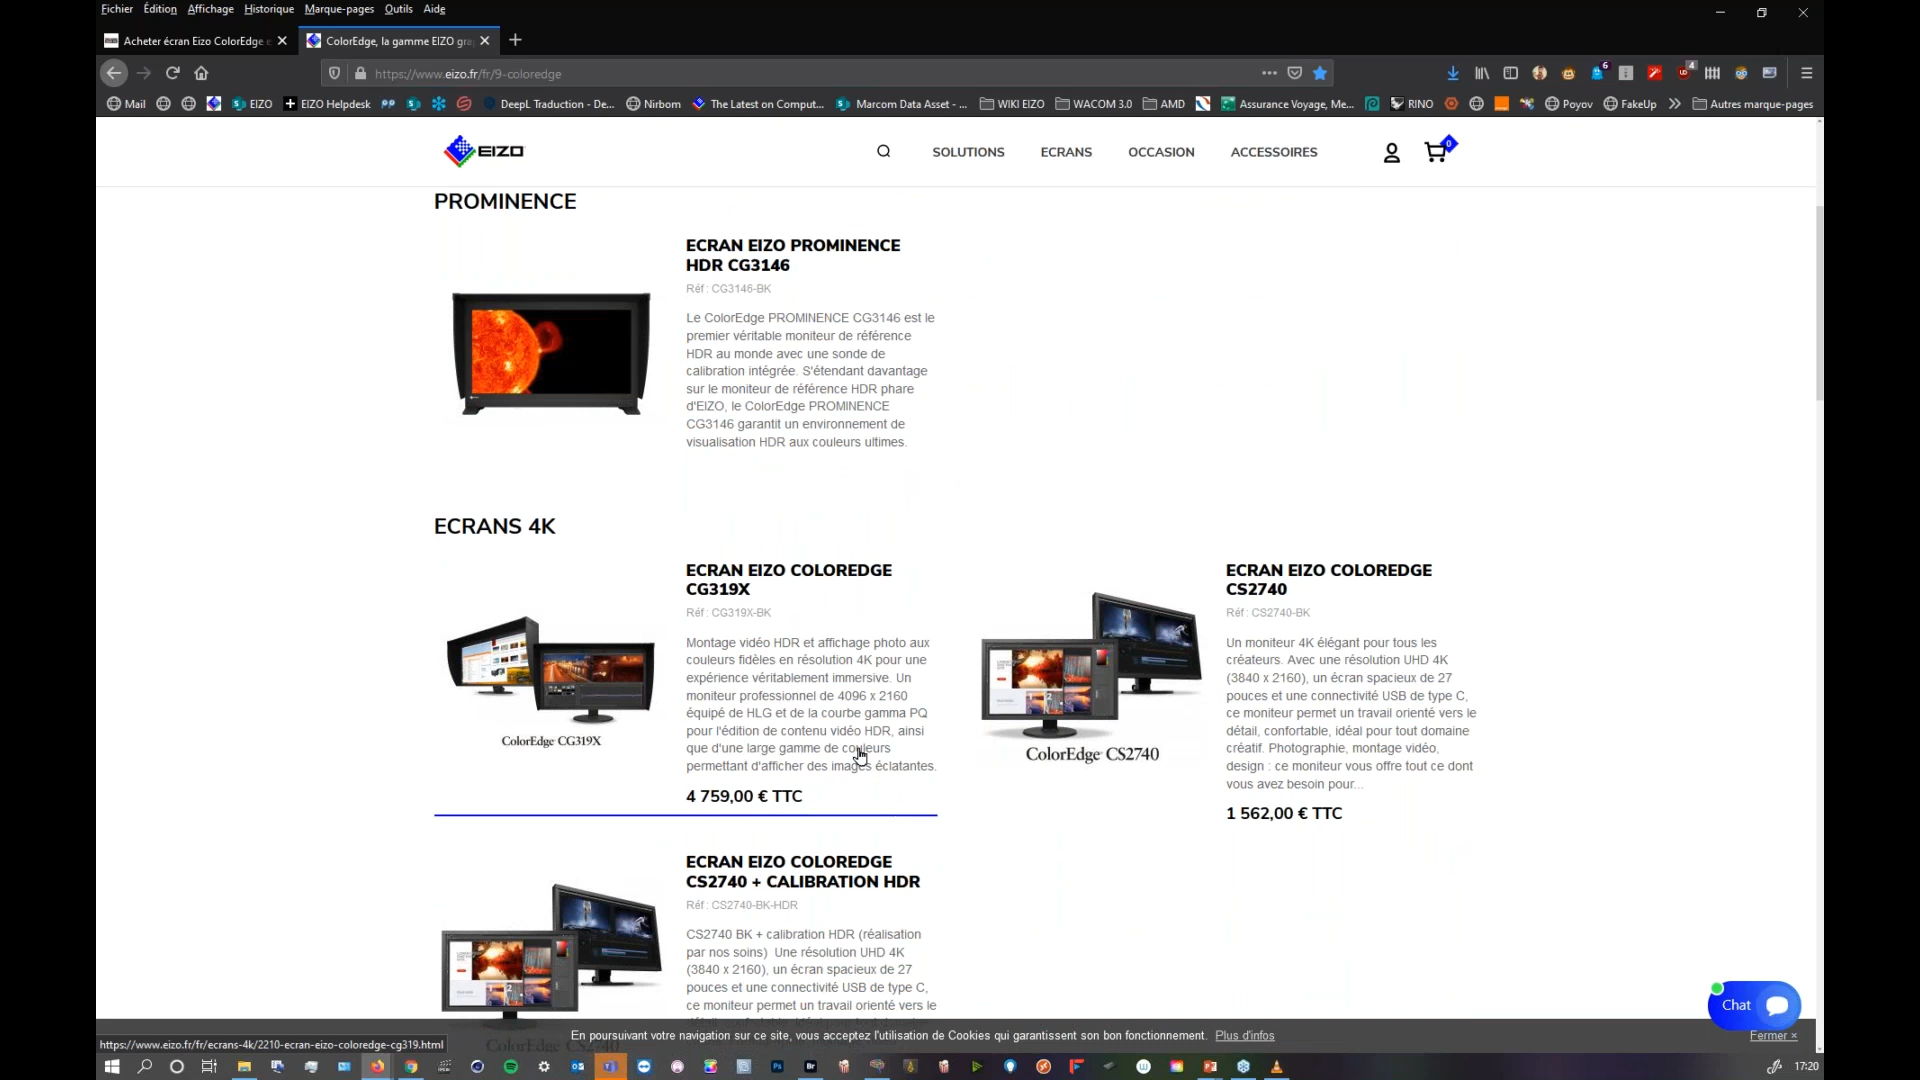 Fichier Édition Affichage Historique Marque-pages Outils Aide
Acheter écran Eizo ColorEdge e
ColorEdge, la gamme EIZO gra
https://www.eizo.fr/fr/9-coloredge
6
4
Mail EIZO EIZO Helpdesk DeepL Traduction - De... Nirbom The Latest on Comput... Marcom Data Asset - ... WIKI EIZO WACOM 3.0 AMD Assurance Voyage, Me... RINO Poyov FakeUp Autres marque-pages
EIZO
SOLUTIONS ECRANS OCCASION ACCESSOIRES 0
PROMINENCE
ECRAN EIZO PROMINENCE
HDR CG3146
Réf : CG3146-BK
Le ColorEdge PROMINENCE CG3146 est le
premier véritable moniteur de référence
HDR au monde avec une sonde de
calibration intégrée. S'étendant davantage
sur le moniteur de référence HDR phare
d'EIZO, le ColorEdge PROMINENCE
CG3146 garantit un environnement de
visualisation HDR aux couleurs ultimes.
ECRANS 4K
ECRAN EIZO COLOREDGE
CG319X
Réf : CG319X-BK
Montage vidéo HDR et affichage photo aux
couleurs fidèles en résolution 4K pour une
expérience véritablement immersive. Un
moniteur professionnel de 4096 x 2160
équipé de HLG et de la courbe gamma PQ
pour l'édition de contenu vidéo HDR, ainsi
que d'une large gamme de couleurs
permettant d'afficher des images éclatantes.
4 759,00 € TTC
ColorEdge CG319X
ECRAN EIZO COLOREDGE
CS2740
Réf : CS2740-BK
Un moniteur 4K élégant pour tous les
créateurs. Avec une résolution UHD 4K
(3840 x 2160), un écran spacieux de 27
pouces et une connectivité USB de type C,
ce moniteur permet un travail orienté vers le
détail, confortable, idéal pour tout domaine
créatif. Photographie, montage vidéo,
design : ce moniteur vous offre tout ce dont
vous avez besoin pour...
1 562,00 € TTC
ColorEdge CS2740
ECRAN EIZO COLOREDGE
CS2740 + CALIBRATION HDR
Réf : CS2740-BK-HDR
CS2740 BK + calibration HDR (réalisation
par nos soins) Une résolution UHD 4K
(3840 x 2160), un écran spacieux de 27
pouces et une connectivité USB de type C,
ce moniteur permet un travail orienté vers le
Chat
En poursuivant votre navigation sur ce site, vous acceptez l'utilisation de Cookies qui garantissent son bon fonctionnement. Plus d'infos
Fermer ×
https://www.eizo.fr/fr/ecrans-4k/2210-ecran-eizo-coloredge-cg319.html
17:20